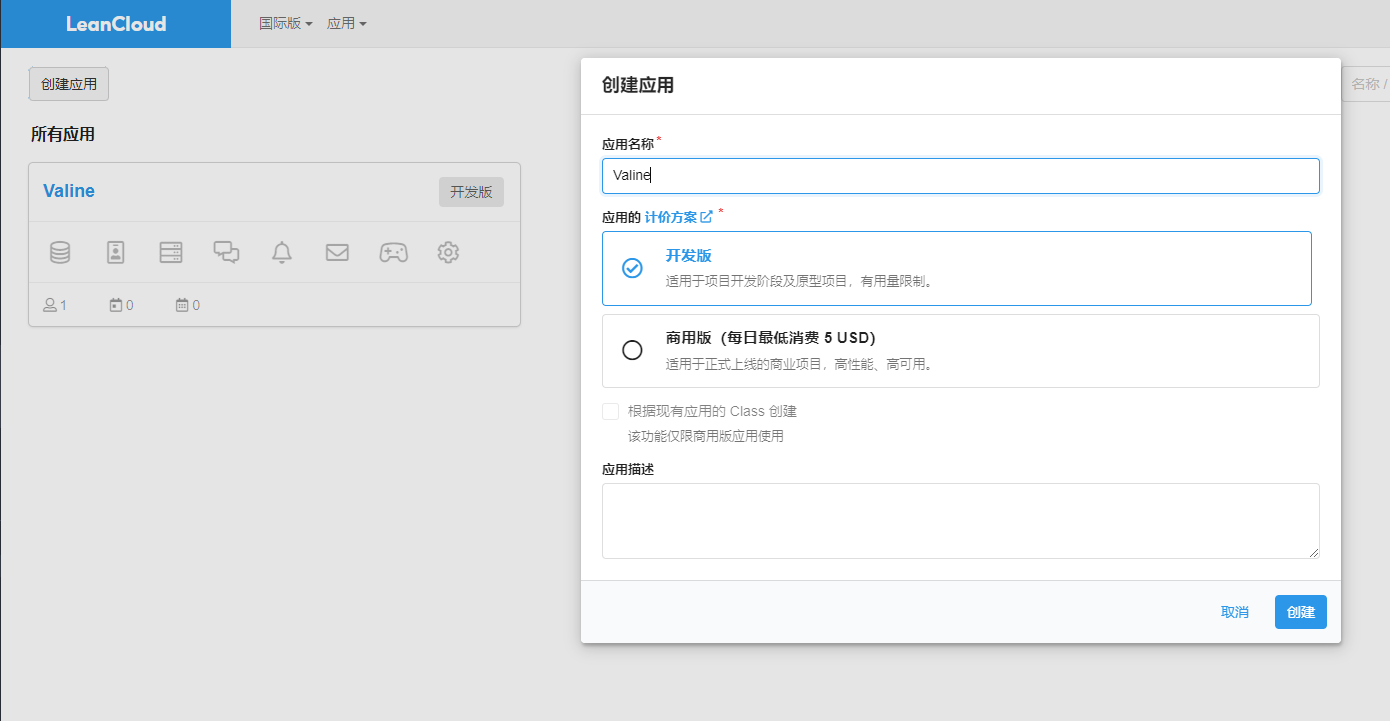 LeanCloud
国际版
应用
创建应用
名称 /
所有应用
Valine
开发版
1
0
0
创建应用
应用名称*
Valine
应用的 计价方案 *
开发版
适用于项目开发阶段及原型项目，有用量限制。
商用版（每日最低消费 5 USD）
适用于正式上线的商业项目，高性能、高可用。
根据现有应用的 Class 创建
该功能仅限商用版应用使用
应用描述
取消
创建